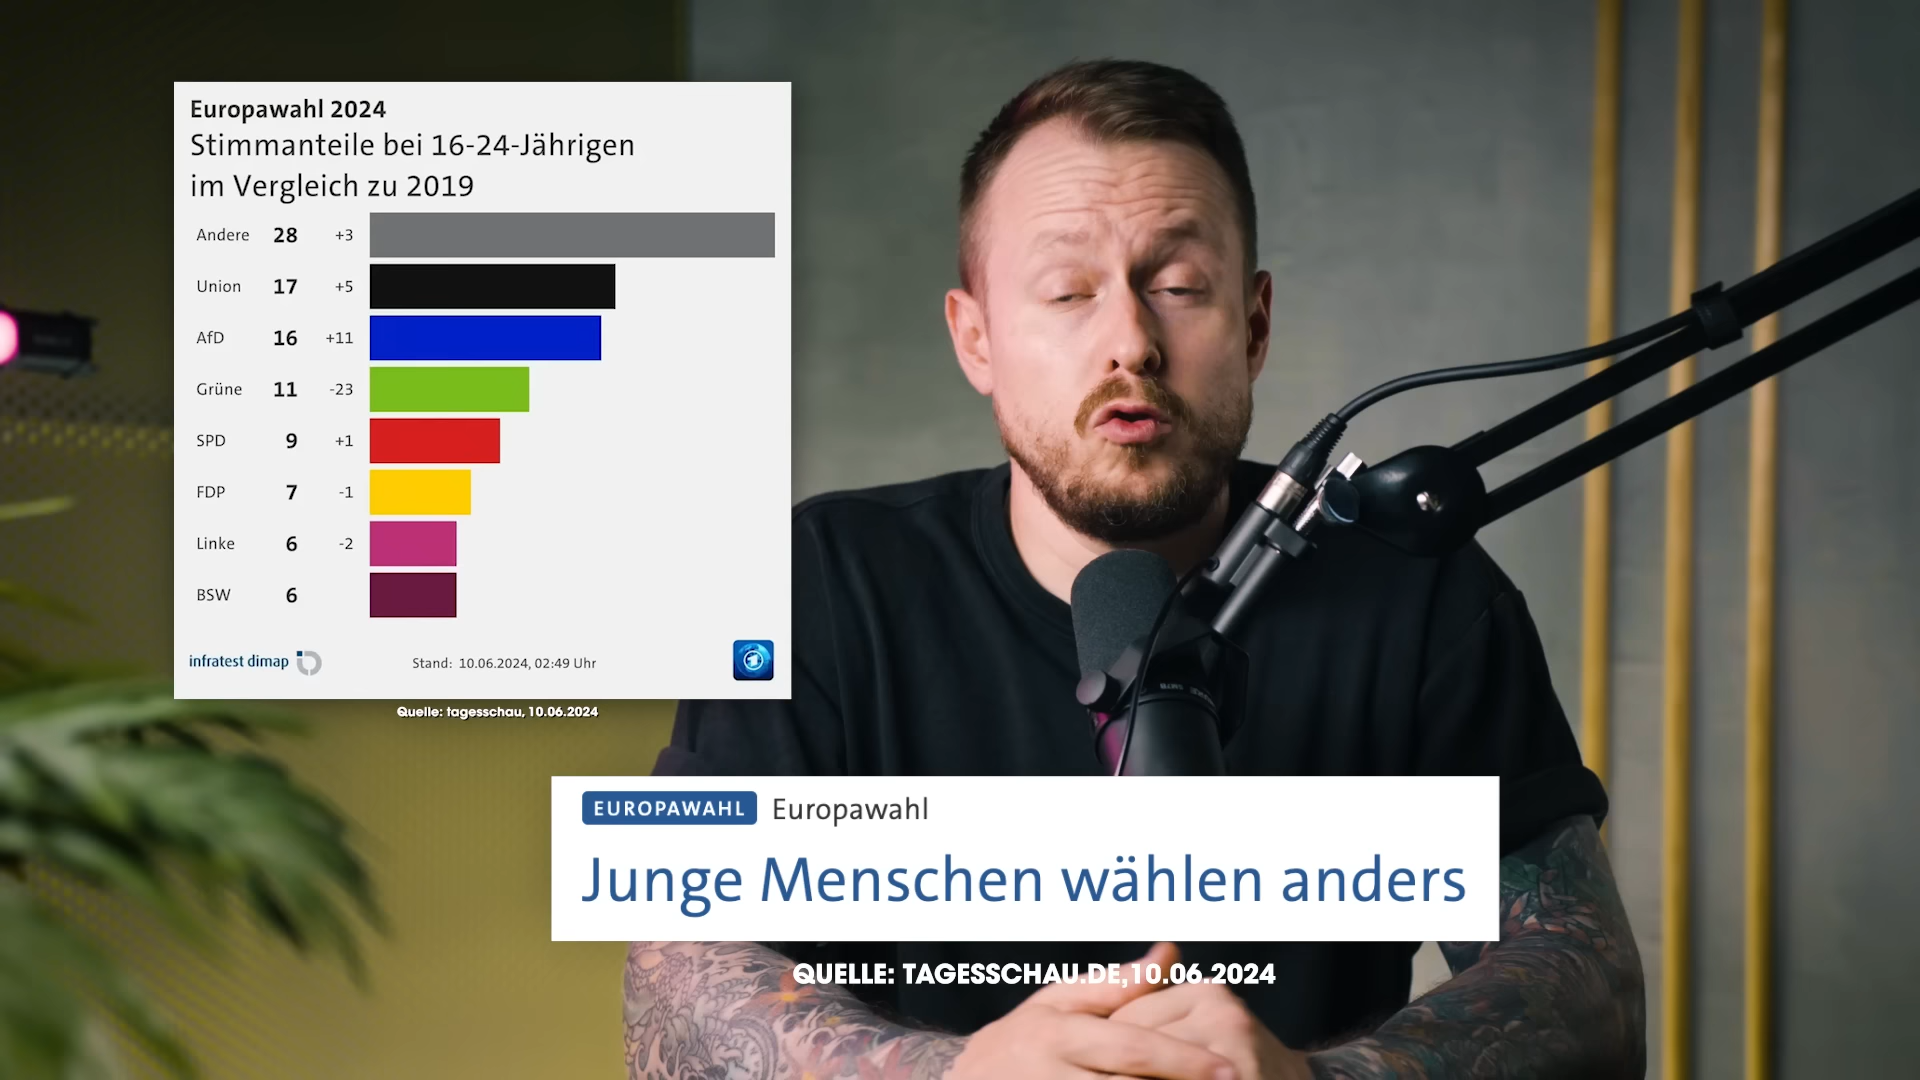 Europawahl 2024
Stimmanteile bei 16-24-Jährigen
im Vergleich zu 2019
Andere 28 +3
Union 17 +5
AfD 16 +11
Grüne 11 -23
SPD 9 +1
FDP 7 -1
Linke 6 -2
BSW 6
infratest dimap Stand: 10.06.2024, 02:49 Uhr
Quelle: tagesschau, 10.06.2024
EUROPAWAHL Europawahl
Junge Menschen wählen anders
QUELLE: TAGESSCHAU.DE,10.06.2024